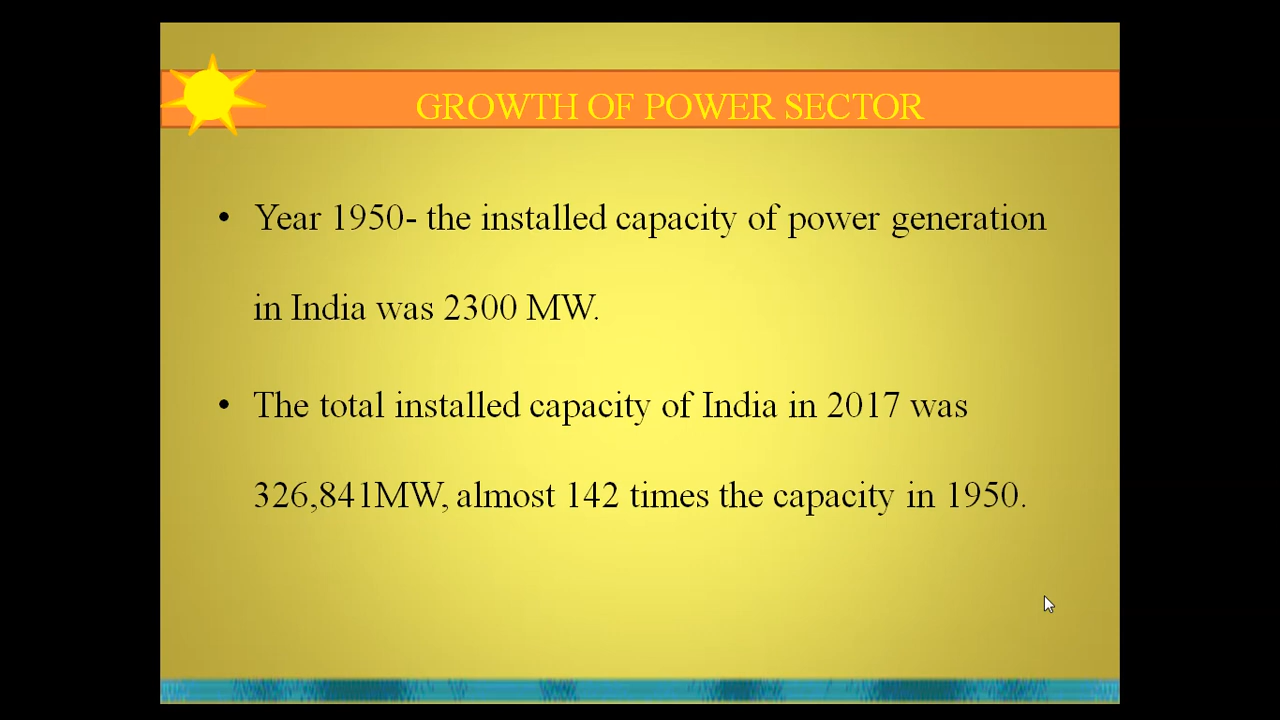 GROWTH OF POWER SECTOR
• Year 1950- the installed capacity of power generation
in India was 2300 MW.
• The total installed capacity of India in 2017 was
326,841MW, almost 142 times the capacity in 1950.